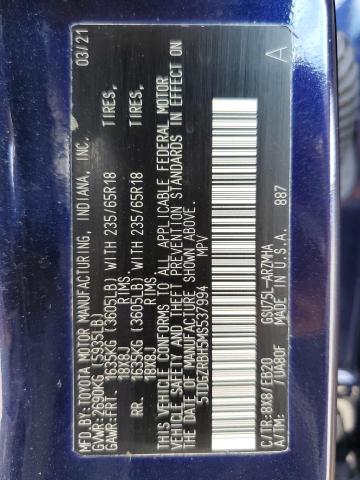 MFD. BY:TOYOTA MOTOR MANUFACTURING, INDIANA, INC. 03/21
GVWR:2690KG (5935LB)
GAWR:FRT. 1635KG (3605LB) WITH 235/65R18 TIRES,
18X8J RIMS
RR. 1635KG (3605LB) WITH 235/65R18 TIRES,
18X8J RIMS
THIS VEHICLE CONFORMS TO ALL APPLICABLE FEDERAL MOTOR
VEHICLE SAFETY AND THEFT PREVENTION STANDARDS IN EFFECT ON
THE DATE OF MANUFACTURE SHOWN ABOVE.
5TDGZRBH5MS537994 MPV
A
C/TR:8X8/EB20 GSU75L-ARZMHA
A/TM: /UA80F MADE IN U.S.A. 887